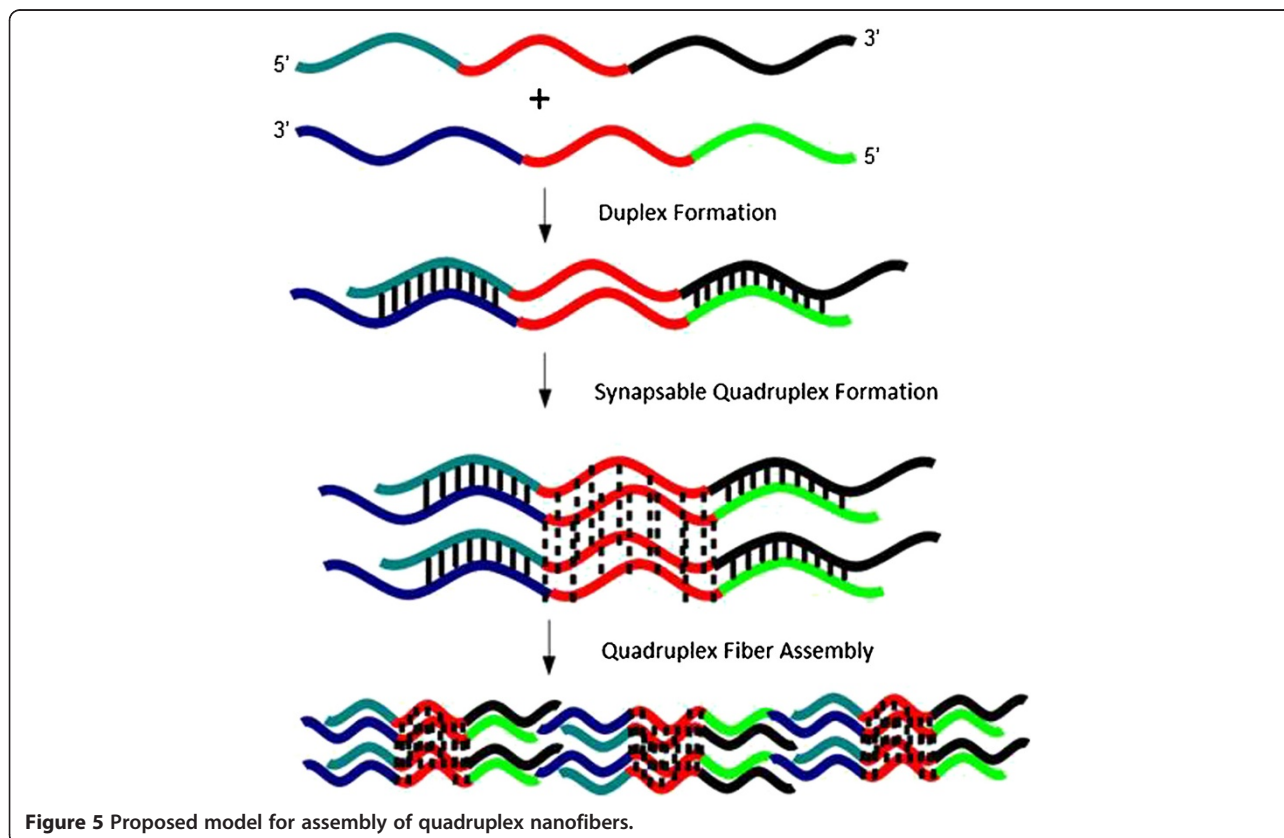 5' 3'
+
3' 5'
Duplex Formation
Synapsable Quadruplex Formation
Quadruplex Fiber Assembly
Figure 5 Proposed model for assembly of quadruplex nanofibers.